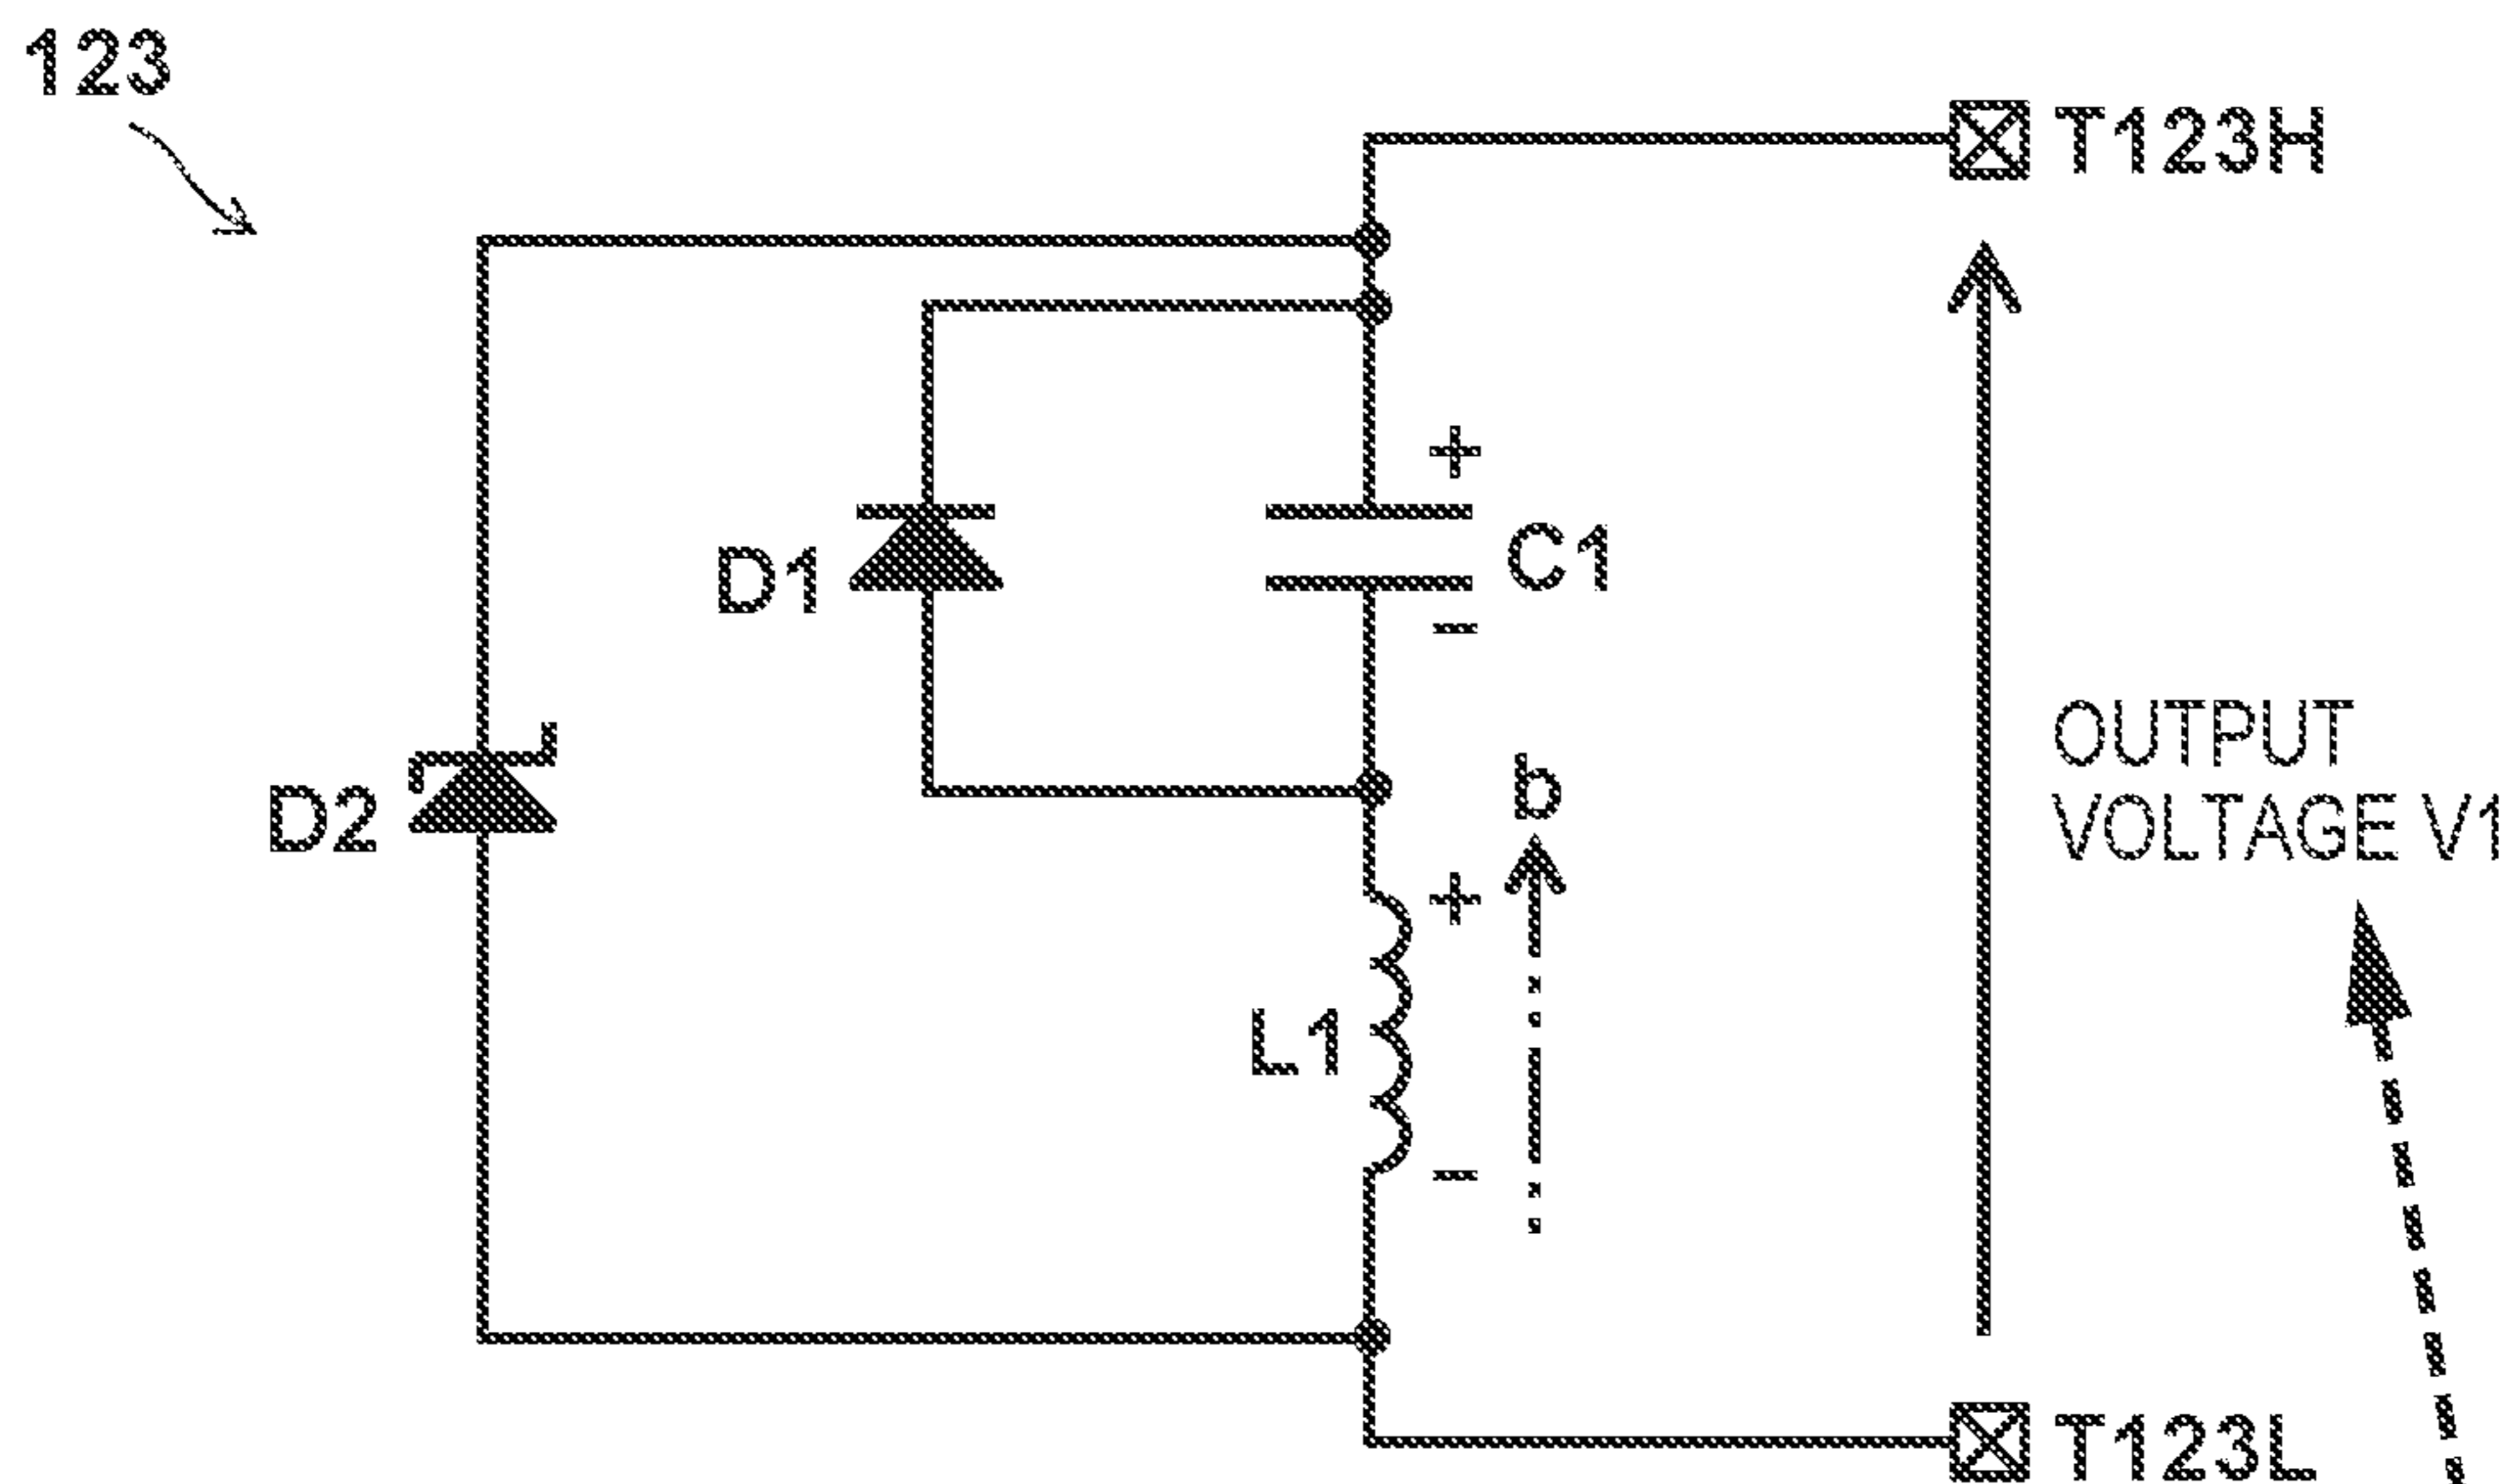 123
T123H
+
D1
C1
-
D2
b
OUTPUT
VOLTAGE V1
+
L1
-
T123L